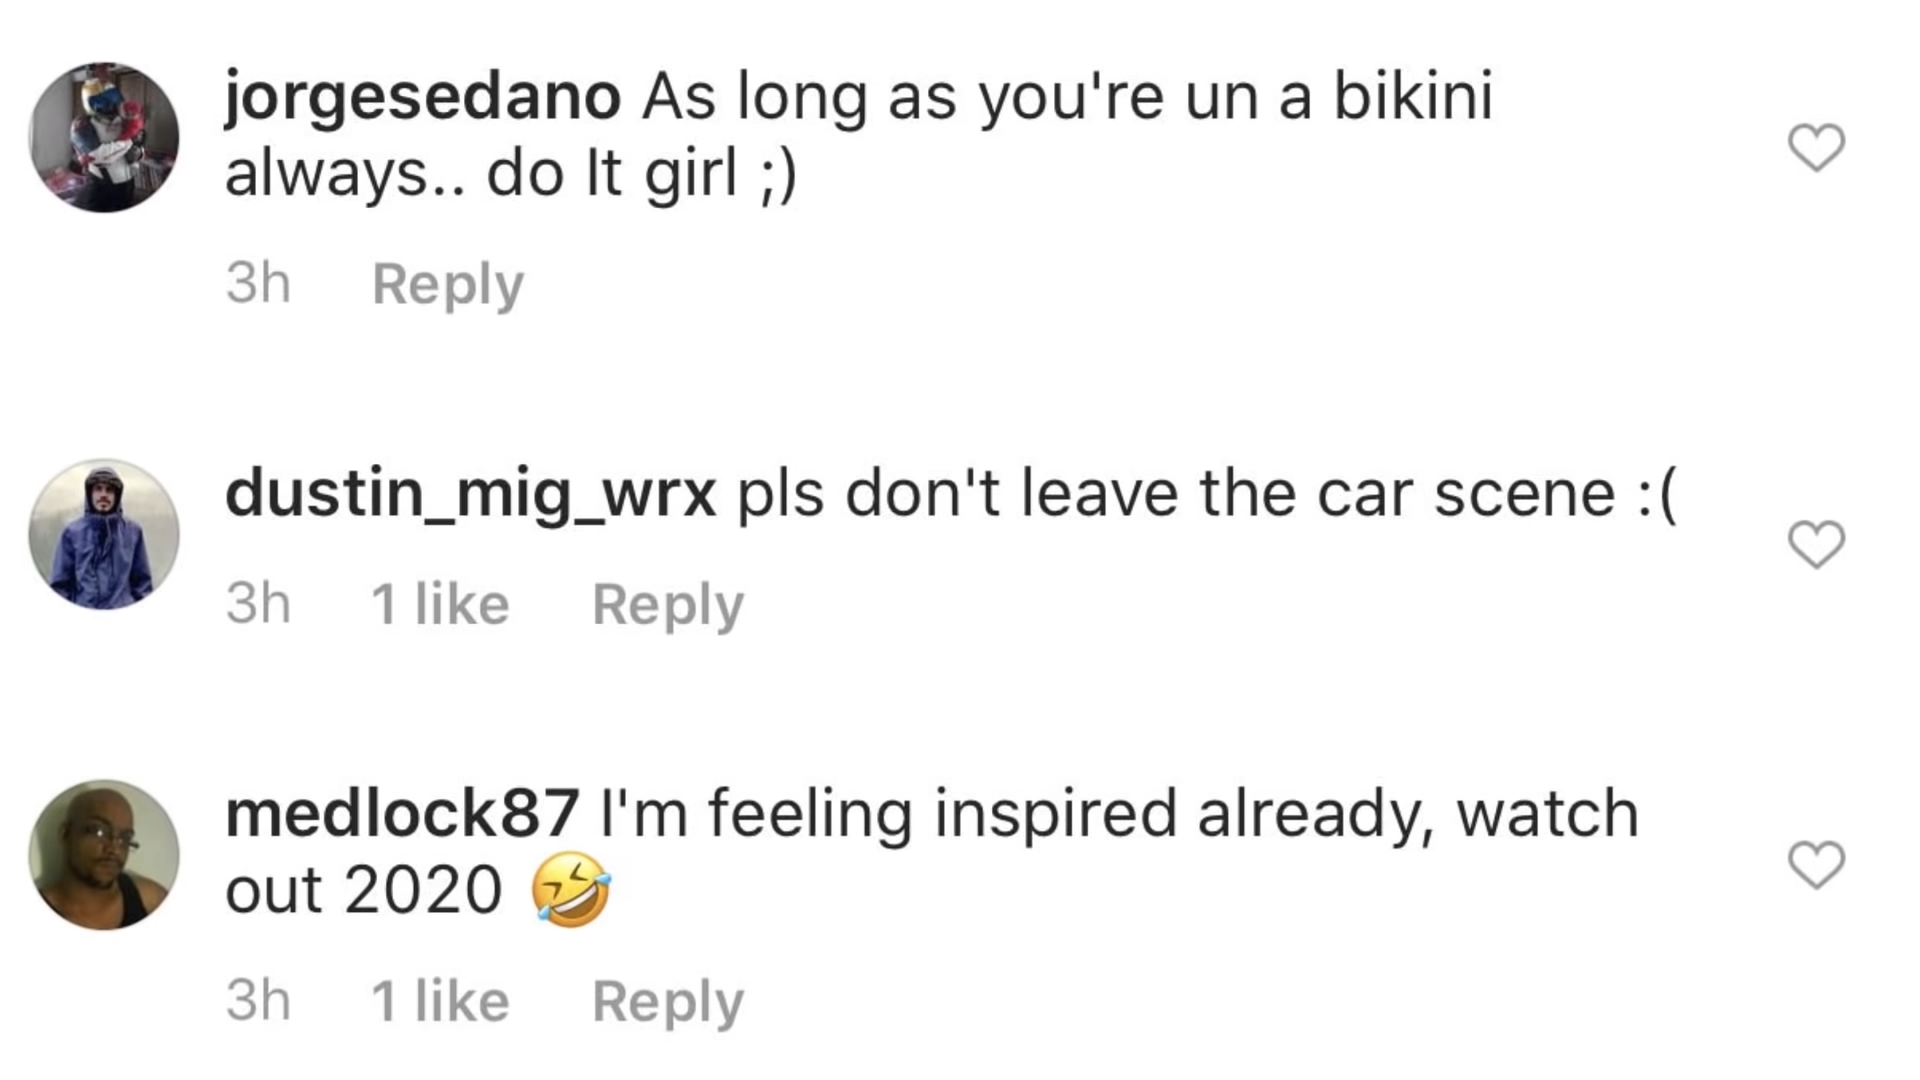 jorgesedano As long as you're un a bikini
always.. do It girl ;)
3h Reply
dustin_mig_wrx pls don't leave the car scene :(
3h 1 like Reply
medlock87 I'm feeling inspired already, watch
out 2020 🤣
3h 1 like Reply